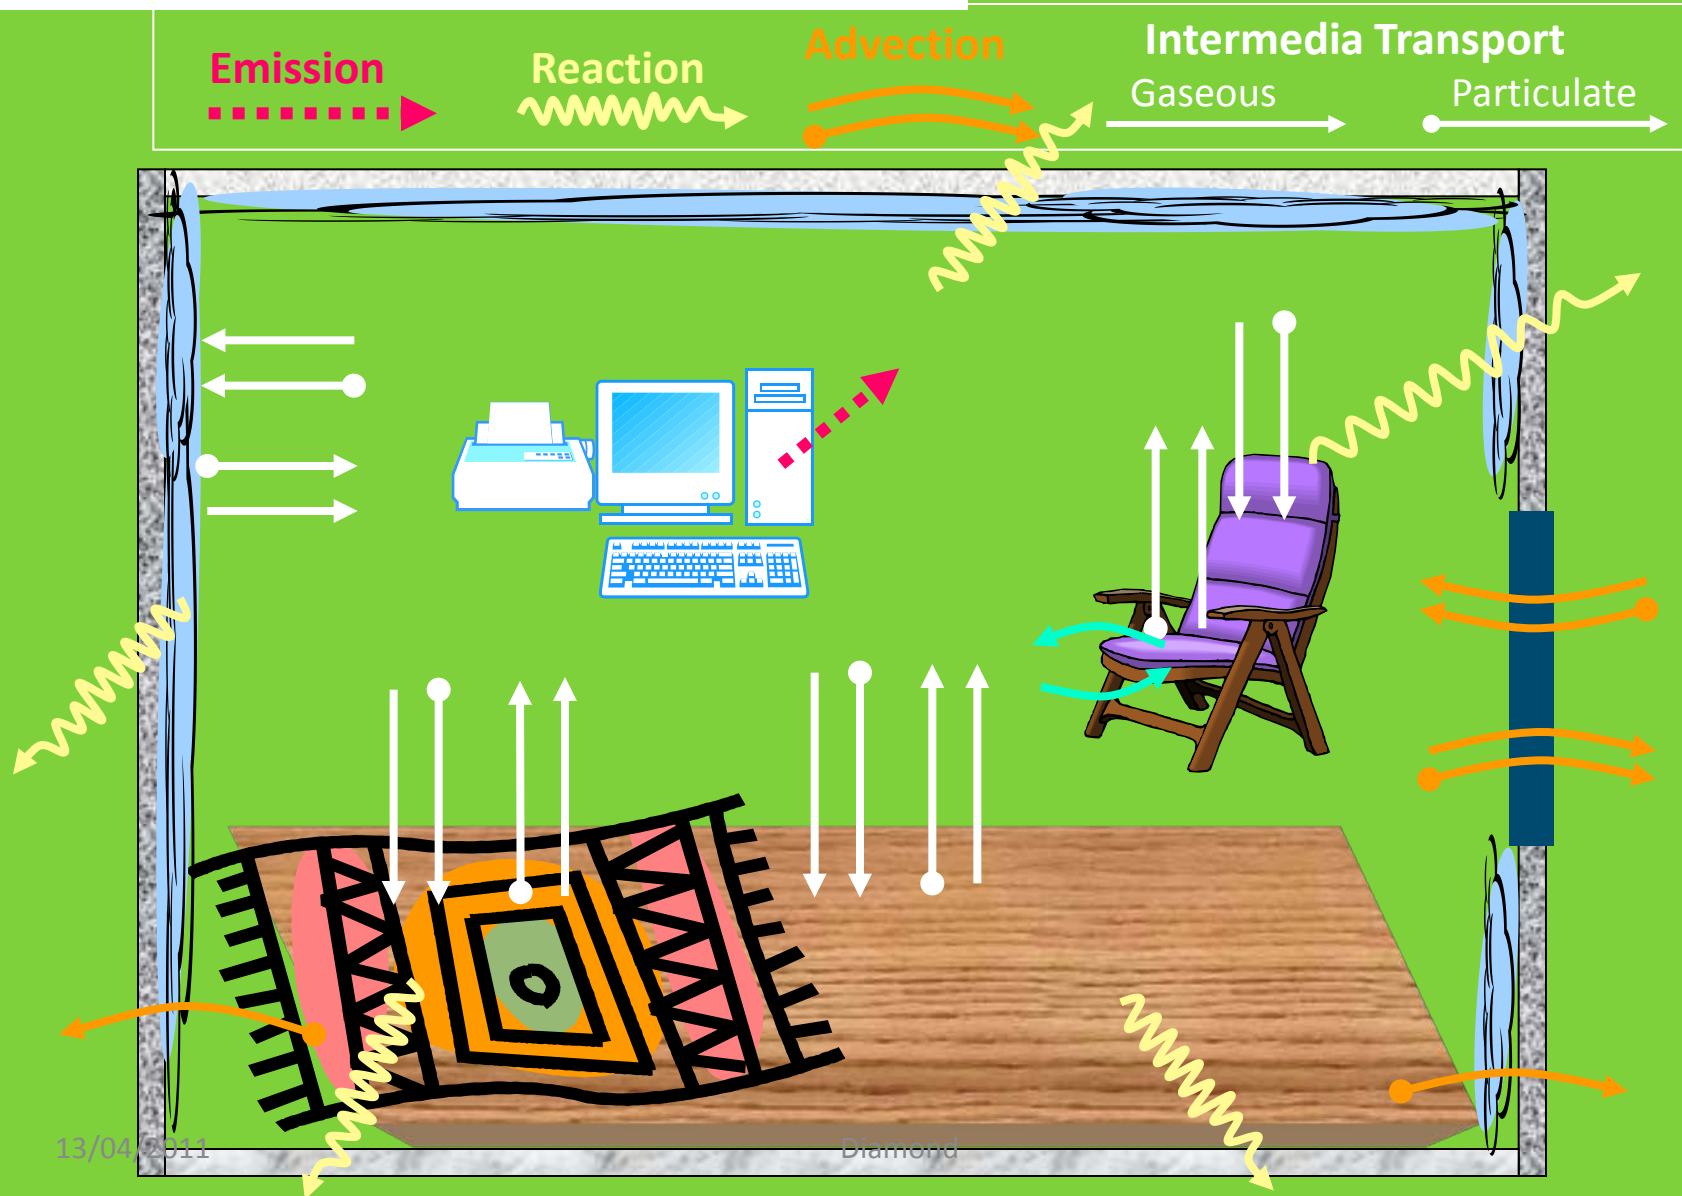 Emission
Reaction
Advection
Intermedia Transport
Gaseous
Particulate
13/04/2011
Diamond